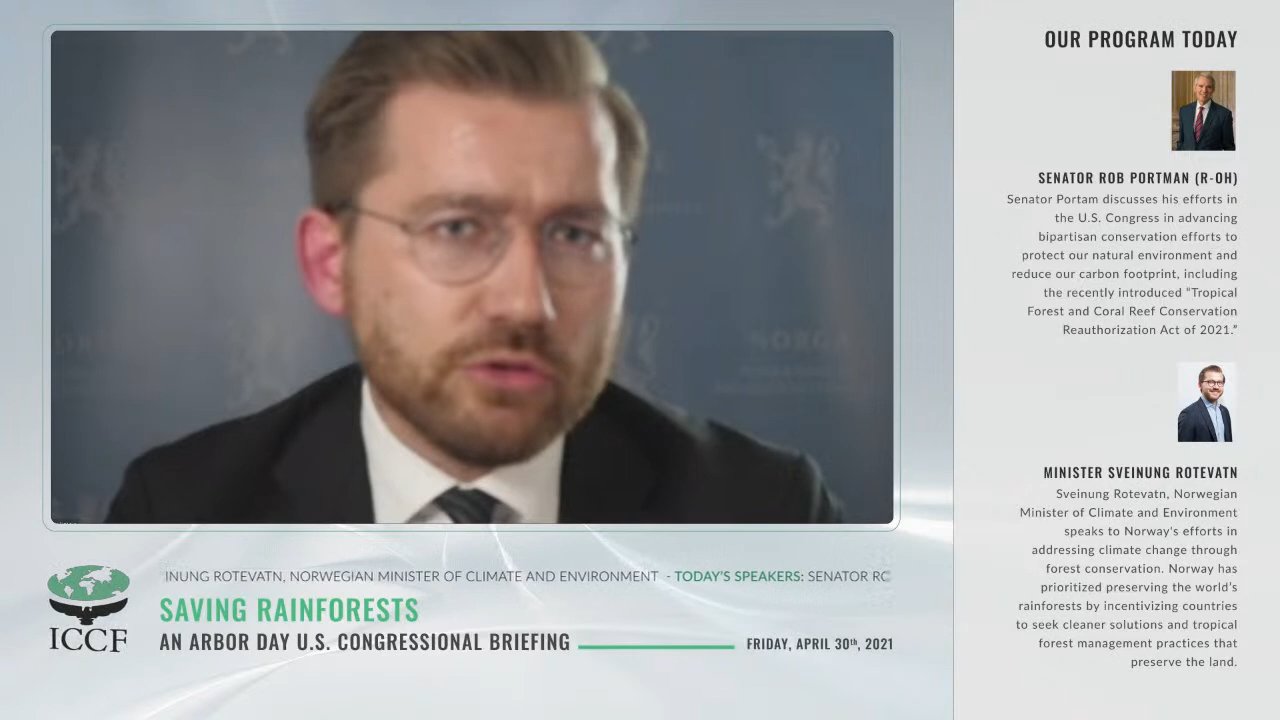 OUR PROGRAM TODAY
SENATOR ROB PORTMAN (R-OH)
Senator Portam discusses his efforts in
the U.S. Congress in advancing
bipartisan conservation efforts to
protect our natural environment and
reduce our carbon footprint, including
the recently introduced “Tropical
Forest and Coral Reef Conservation
Reauthorization Act of 2021.”
MINISTER SVEINUNG ROTEVATN
Sveinung Rotevatn, Norwegian
Minister of Climate and Environment
speaks to Norway's efforts in
addressing climate change through
forest conservation. Norway has
prioritized preserving the world's
rainforests by incentivizing countries
to seek cleaner solutions and tropical
forest management practices that
preserve the land.
NORG
INUNG ROTEVATN, NORWEGIAN MINISTER OF CLIMATE AND ENVIRONMENT - TODAY'S SPEAKERS: SENATOR RO
SAVING RAINFORESTS
AN ARBOR DAY U.S. CONGRESSIONAL BRIEFING
FRIDAY, APRIL 30th, 2021
ICCF